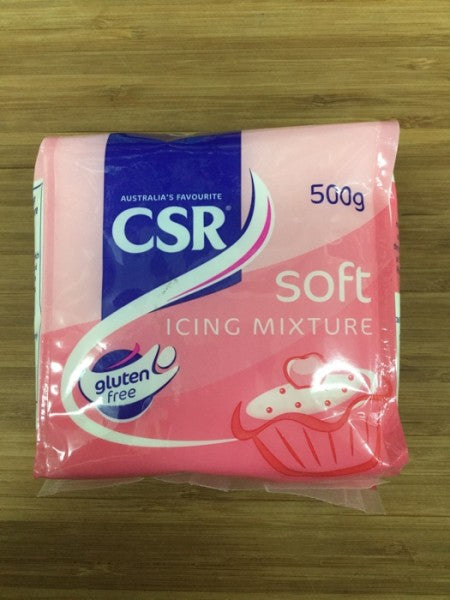 AUSTRALIA'S FAVOURITE
CSR®
500g
soft
ICING MIXTURE
gluten
free